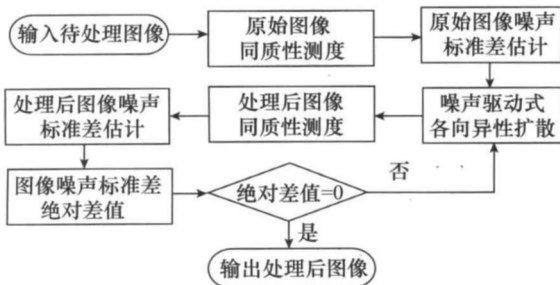 输入待处理图像
原始图像
同质性测度
原始图像噪声
标准差估计
噪声驱动式
各向异性扩散
处理后图像
同质性测度
处理后图像噪声
标准差估计
图像噪声标准差
绝对差值
绝对差值=0
否
是
输出处理后图像